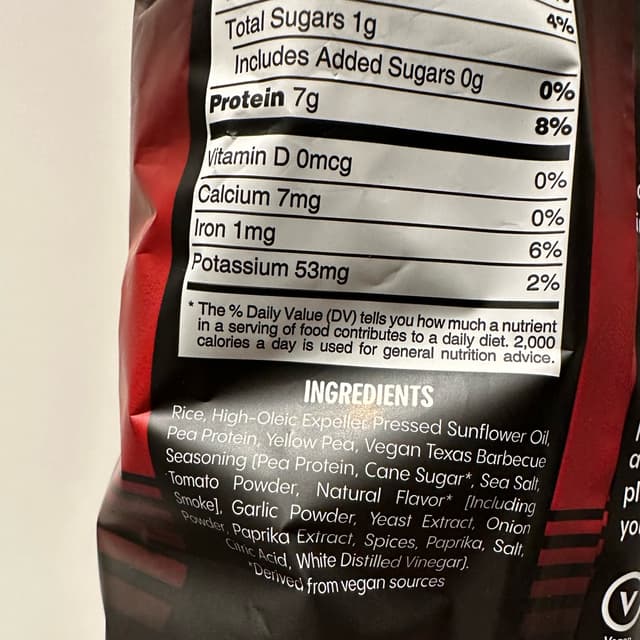 Total Sugars 1g 4%
Includes Added Sugars 0g 0%
Protein 7g 8%
Vitamin D 0mcg 0%
Calcium 7mg 0%
Iron 1mg 6%
Potassium 53mg 2%
* The % Daily Value (DV) tells you how much a nutrient
in a serving of food contributes to a daily diet. 2,000
calories a day is used for general nutrition advice.
INGREDIENTS
Rice, High-Oleic Expeller Pressed Sunflower Oil,
Pea Protein, Yellow Pea, Vegan Texas Barbecue
Seasoning [Pea Protein, Cane Sugar*, Sea Salt,
Tomato Powder, Natural Flavor* [Including
Smoke], Garlic Powder, Yeast Extract, Onion
Powder, Paprika Extract, Spices, Paprika, Salt,
Citric Acid, White Distilled Vinegar].
*Derived from vegan sources
V